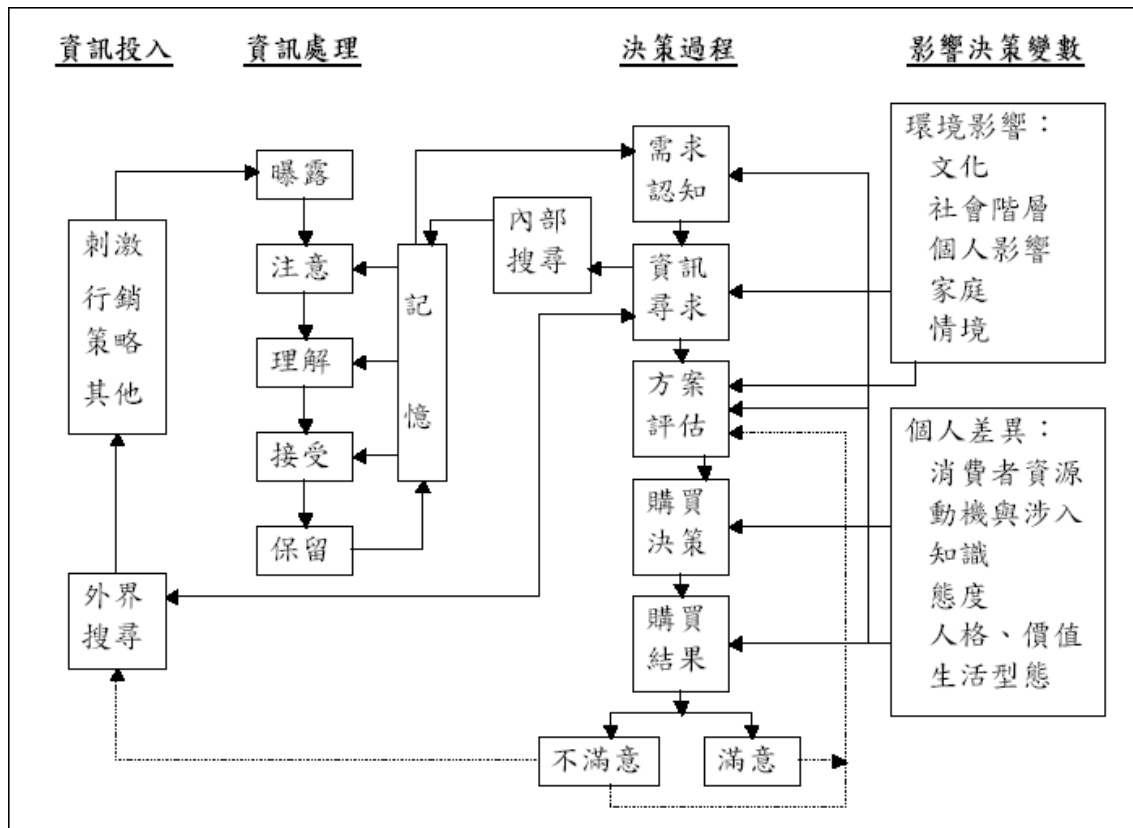 資訊投入
資訊處理
決策過程
影響決策變數
刺激
行銷
策略
其他
外界
搜尋
曝露
注意
理解
接受
保留
記
憶
內部
搜尋
需求
認知
資訊
尋求
方案
評估
購買
決策
購買
結果
不滿意
滿意
環境影響：
文化
社會階層
個人影響
家庭
情境
個人差異：
消費者資源
動機與涉入
知識
態度
人格、價值
生活型態